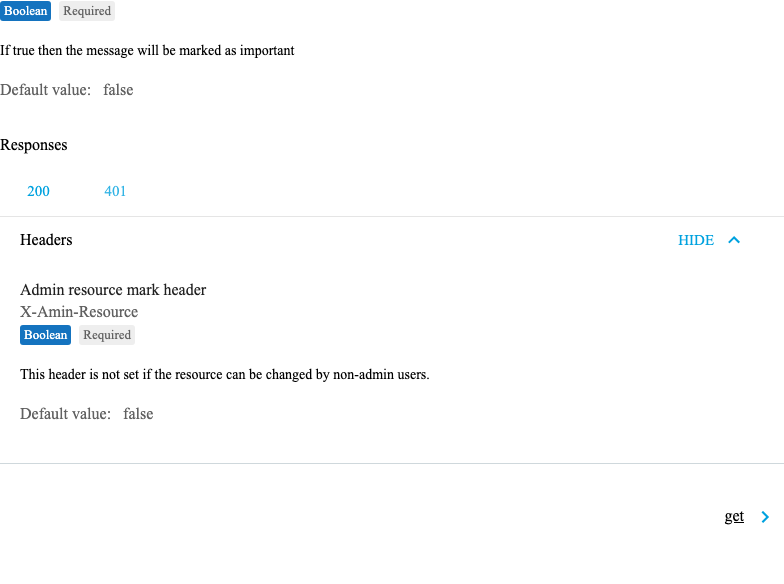 Boolean Required
If true then the message will be marked as important
Default value: false
Responses
200 401
Headers HIDE
Admin resource mark header
X-Amin-Resource
Boolean Required
This header is not set if the resource can be changed by non-admin users.
Default value: false
get